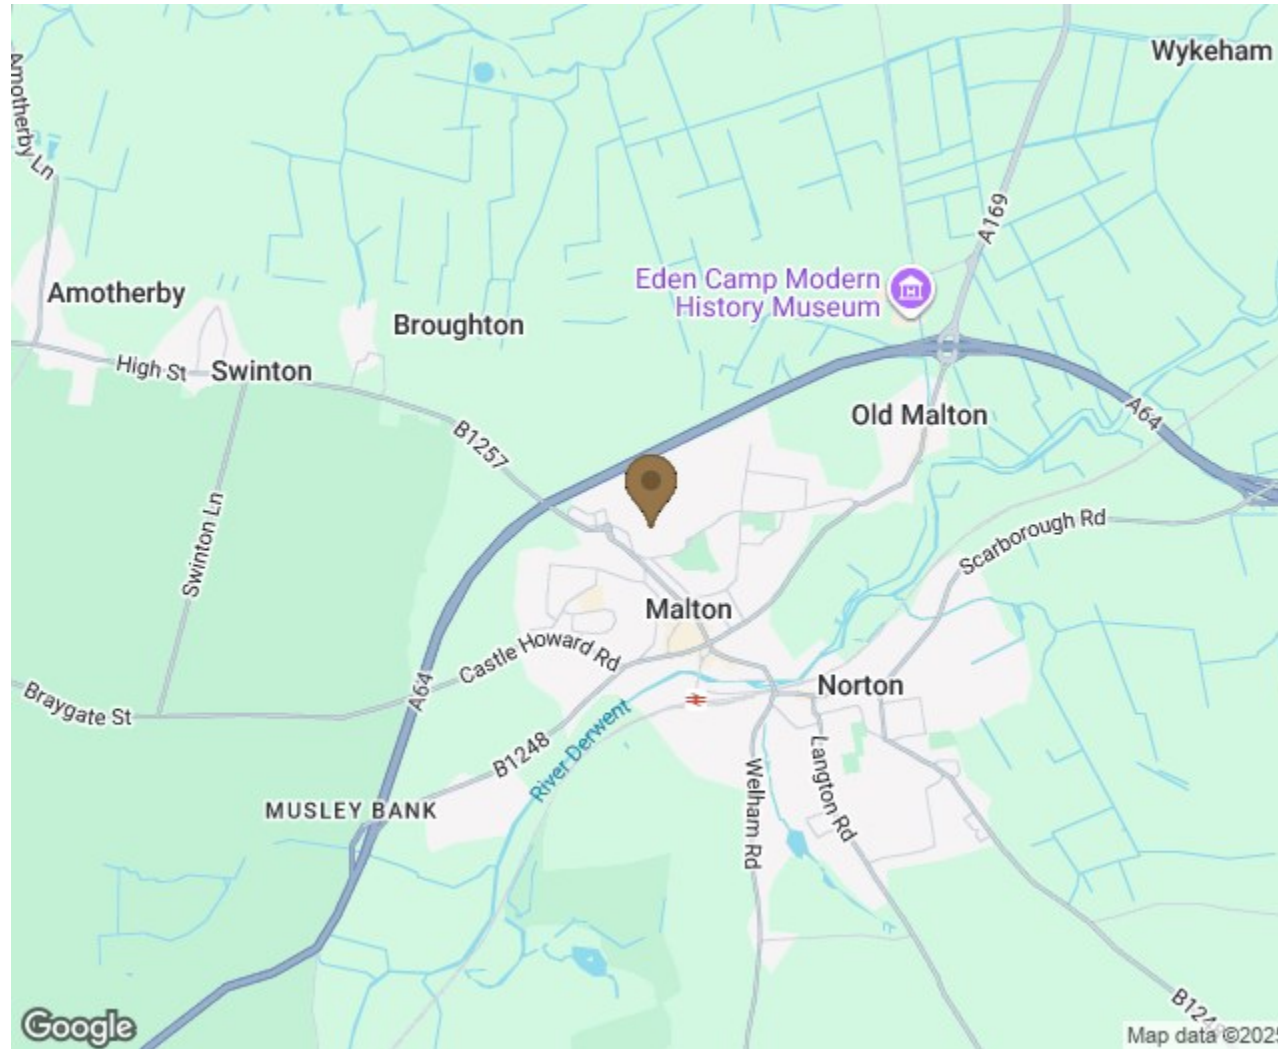 Wykeham
Amotherby Ln
A169
Eden Camp Modern
History Museum
Amotherby
Broughton
High St
Swinton
B1257
Old Malton
A64
Swinton Ln
Scarborough Rd
Malton
Castle Howard Rd
A64
Braygate St
Norton
River Derwent
B1248
Langton Rd
Welham Rd
MUSLEY BANK
Google
Map data ©2025